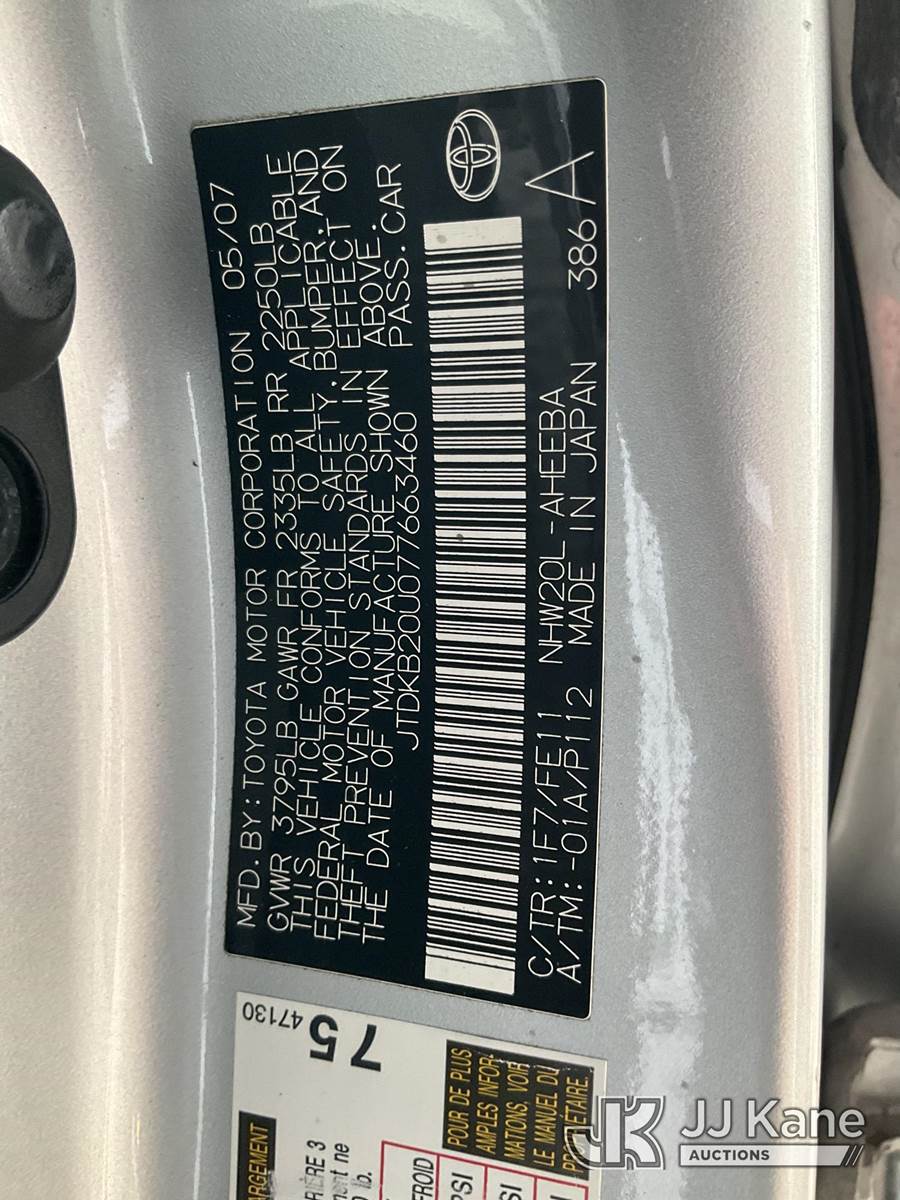 MFD. BY: TOYOTA MOTOR CORPORATION 05/07
GVWR 3795LB GAWR FR 2335LB RR 2250LB
THIS VEHICLE CONFORMS TO ALL APPLICABLE
FEDERAL MOTOR VEHICLE SAFETY, BUMPER, AND
THEFT PREVENTION STANDARDS IN EFFECT ON
THE DATE OF MANUFACTURE SHOWN ABOVE.
JTDKB20U077663460 PASS. CAR
C/TR: 1F7/FE11 NHW20L-AHEEBA
A/TM: -01A/P112 MADE IN JAPAN 386 A
75
47130
POUR DE PLUS
AMPLES INFOR-
MATIONS, VOIR
LE MANUEL DU
JJ Kane
AUCTIONS